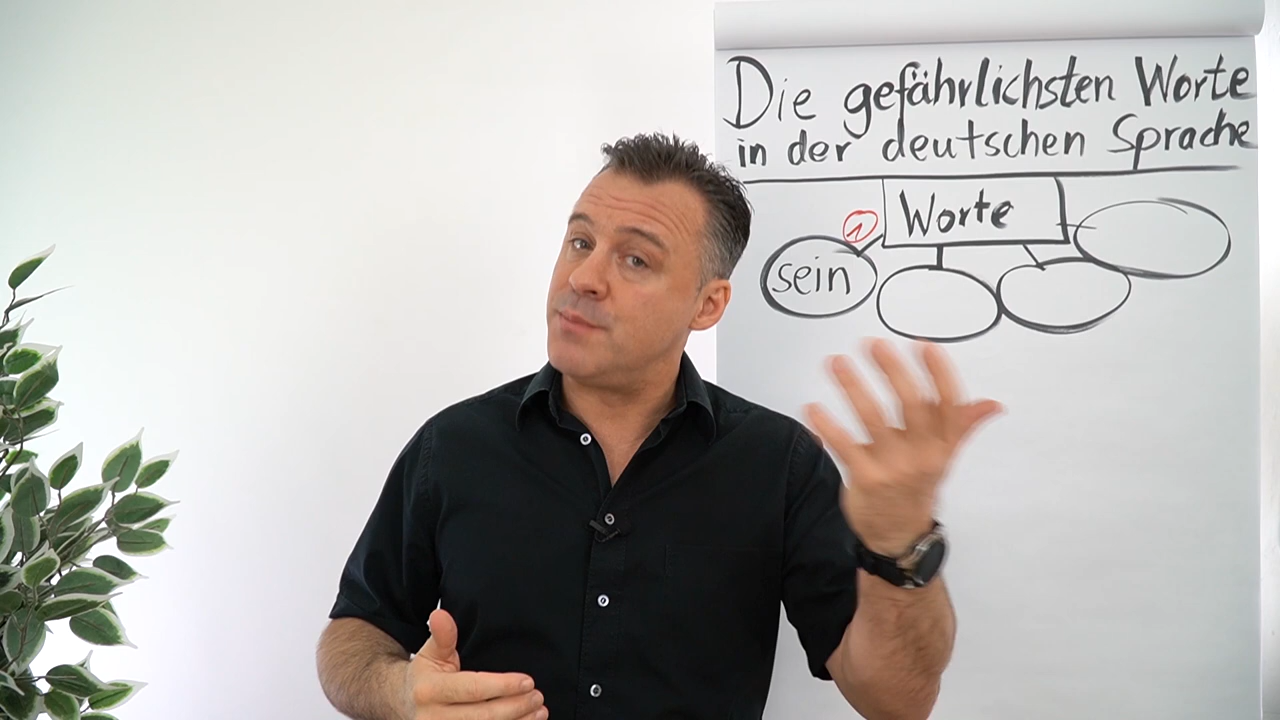 Die gefährlichsten Worte
in der deutschen Sprache
Worte
1
sein